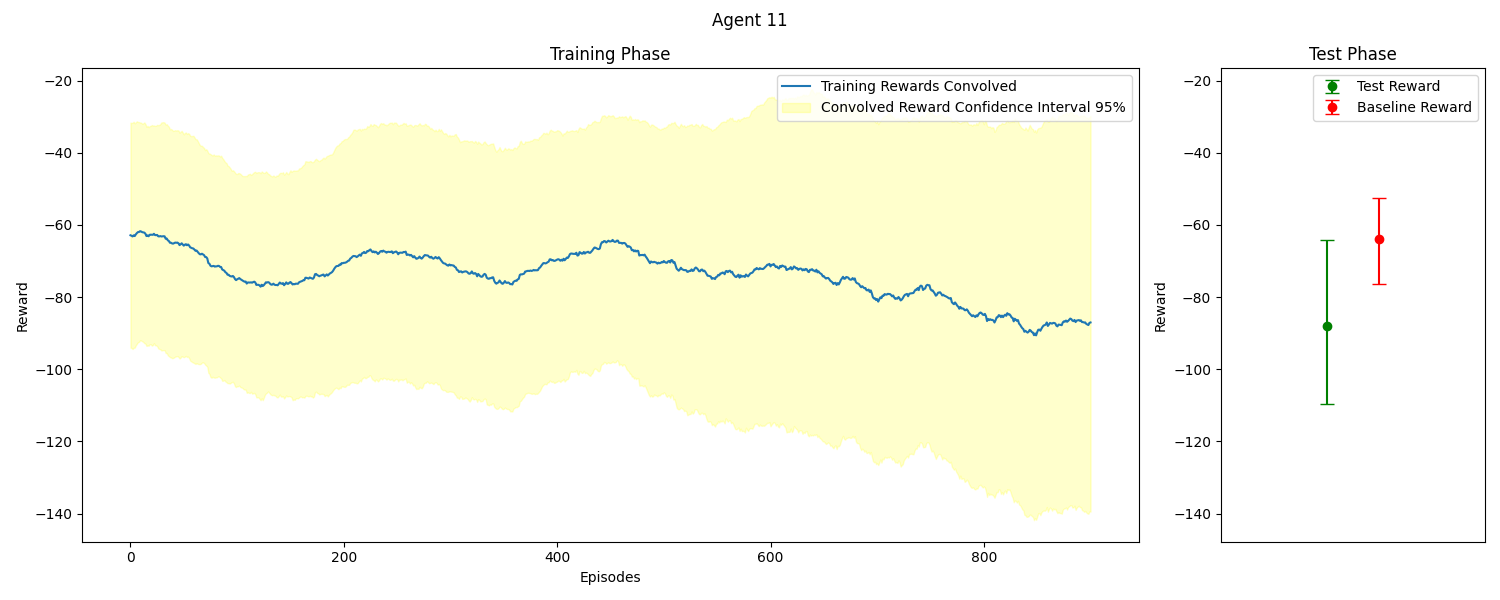 Agent 11
Training Phase
Training Rewards Convolved
Convolved Reward Confidence Interval 95%
−20
−40
−60
−80
−100
−120
−140
Reward
0
200
400
600
800
Episodes
Test Phase
Test Reward
Baseline Reward
−20
−40
−60
−80
−100
−120
−140
Reward